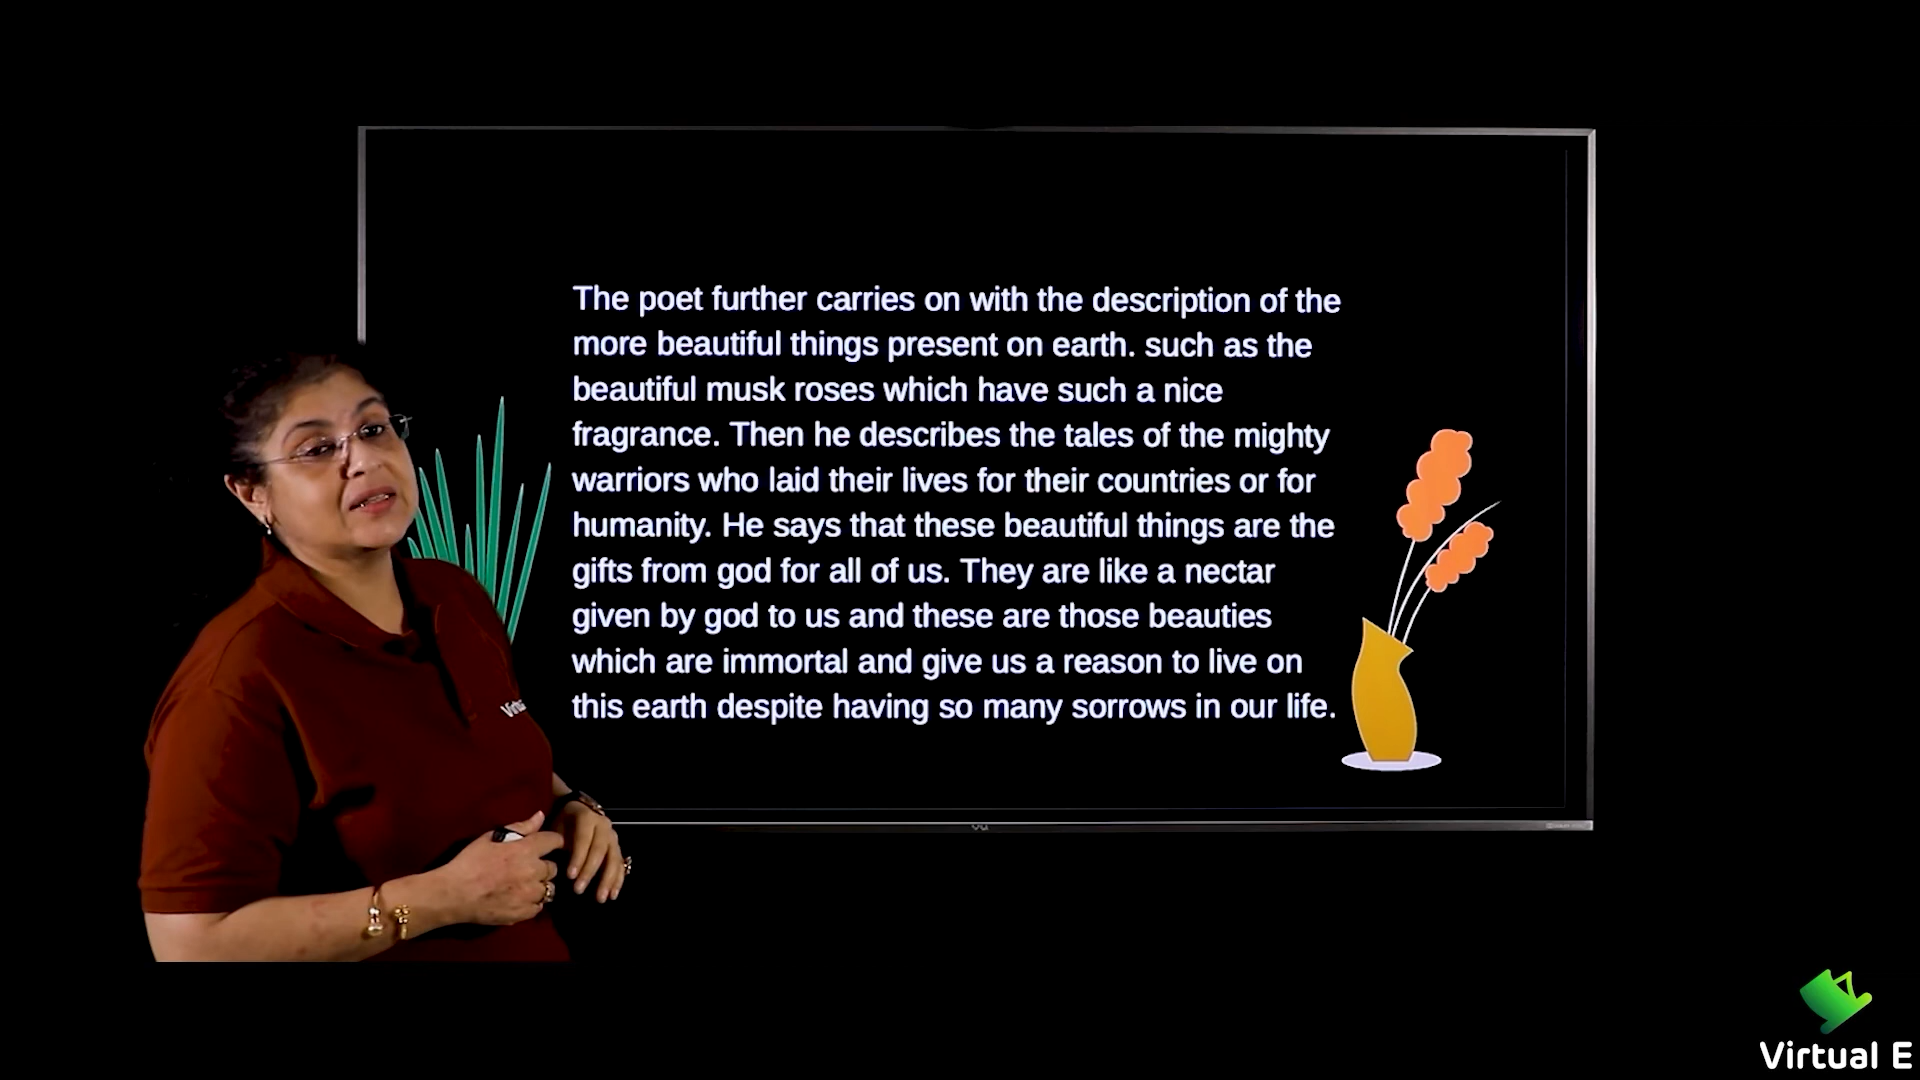 The poet further carries on with the description of the
more beautiful things present on earth. such as the
beautiful musk roses which have such a nice
fragrance. Then he describes the tales of the mighty
warriors who laid their lives for their countries or for
humanity. He says that these beautiful things are the
gifts from god for all of us. They are like a nectar
given by god to us and these are those beauties
which are immortal and give us a reason to live on
this earth despite having so many sorrows in our life.
Virtual E